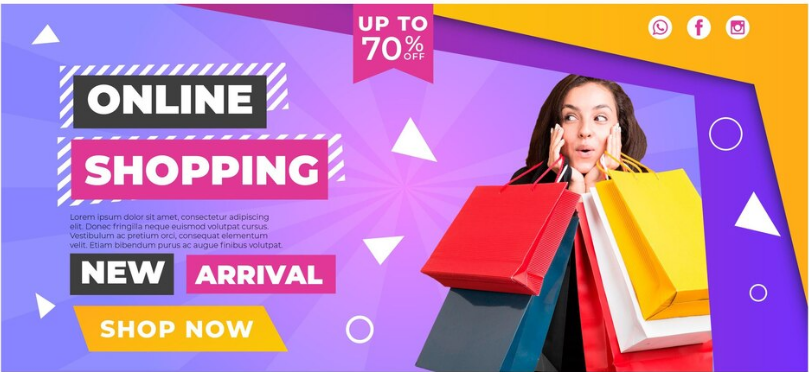 UP TO
70%
OFF
ONLINE
SHOPPING
Lorem ipsum dolor sit amet, consectetur adipiscing
elit. Donec fringilla neque euismod volutpat cursus.
Vestibulum ac pretium orci, consequat elementum
velit. Etiam bibendum purus ac augue finibus volutpat.
NEW ARRIVAL
SHOP NOW